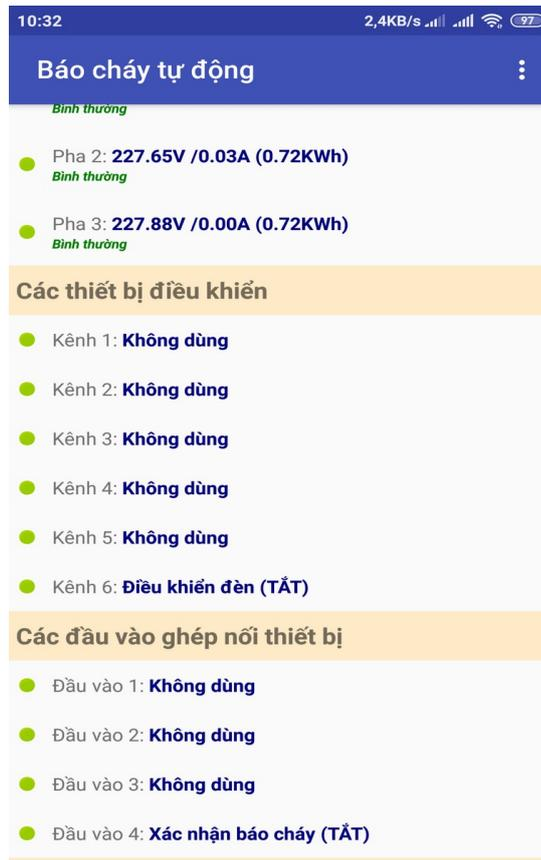 10:32 2,4KB/s 97
Báo cháy tự động
Bình thường
Pha 2: 227.65V /0.03A (0.72KWh)
Bình thường
Pha 3: 227.88V /0.00A (0.72KWh)
Bình thường
Các thiết bị điều khiển
Kênh 1: Không dùng
Kênh 2: Không dùng
Kênh 3: Không dùng
Kênh 4: Không dùng
Kênh 5: Không dùng
Kênh 6: Điều khiển đèn (TẮT)
Các đầu vào ghép nối thiết bị
Đầu vào 1: Không dùng
Đầu vào 2: Không dùng
Đầu vào 3: Không dùng
Đầu vào 4: Xác nhận báo cháy (TẮT)